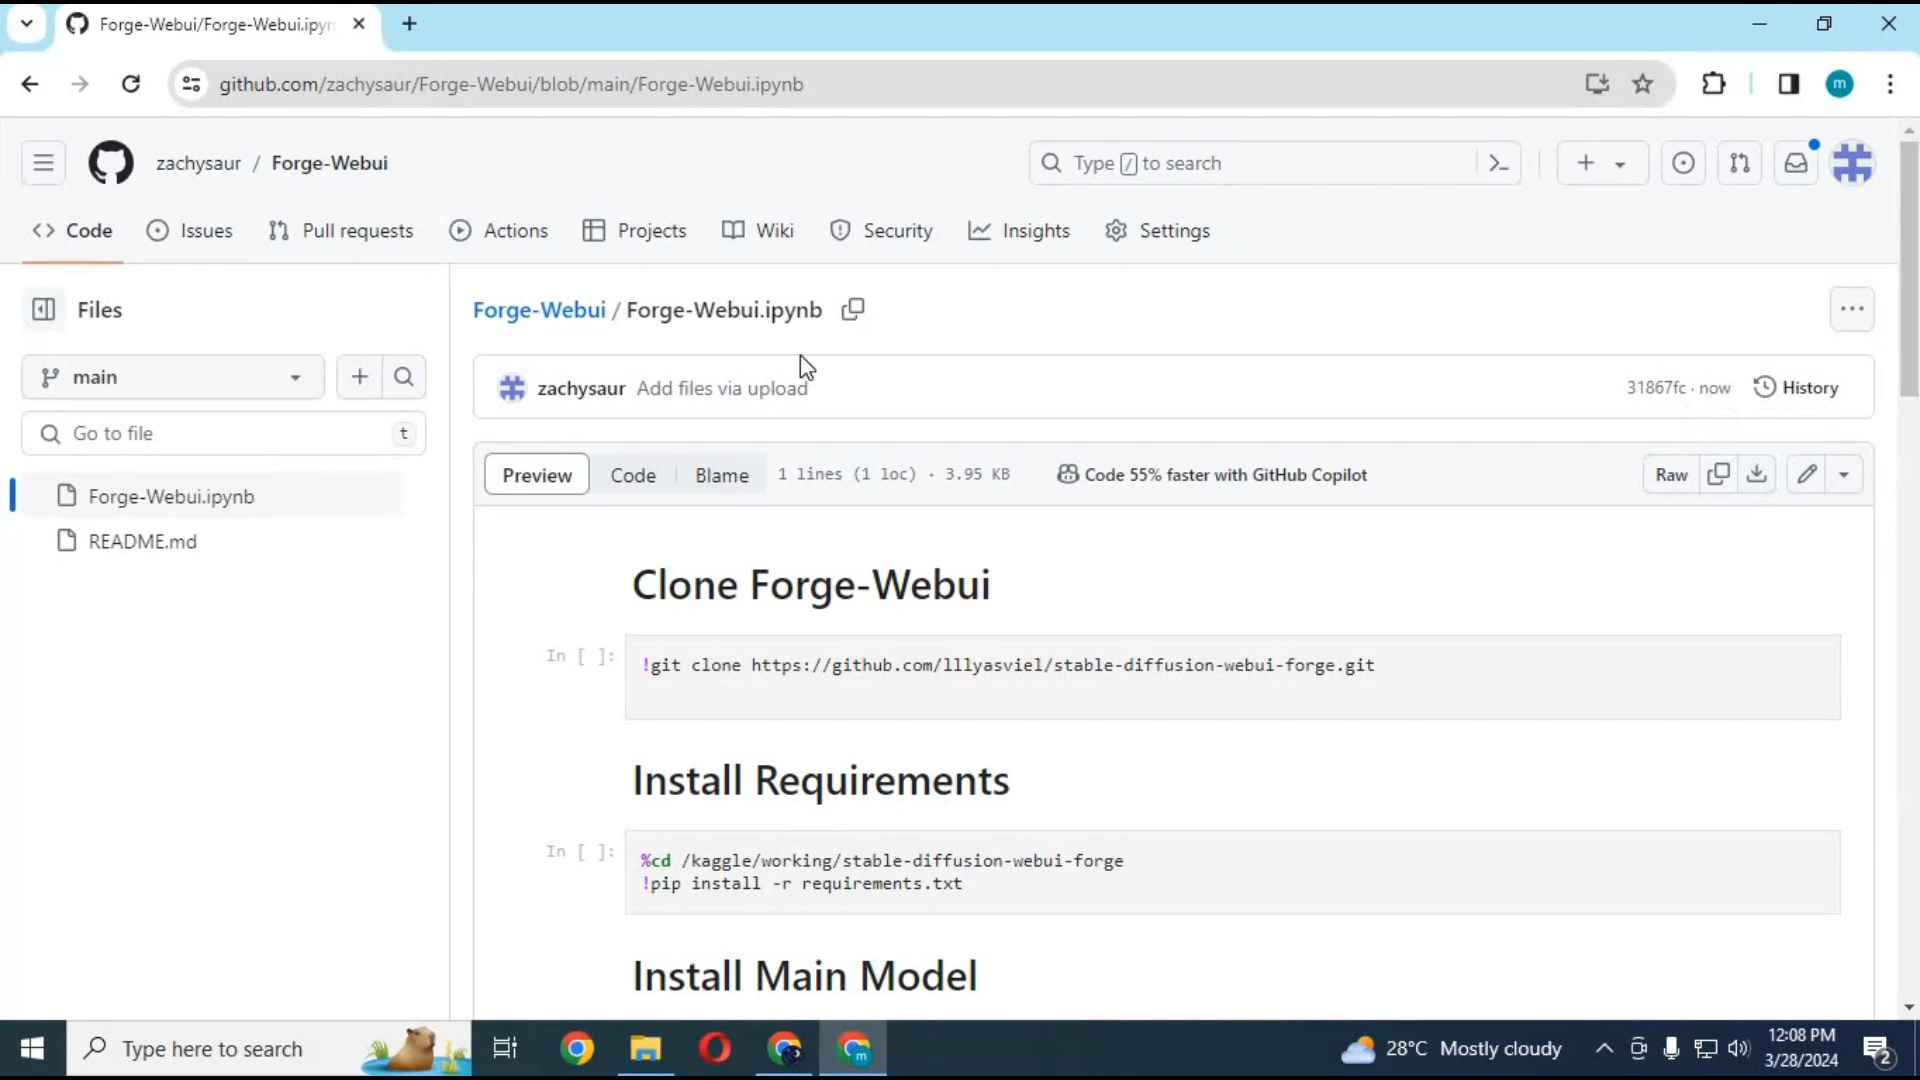 Forge-Webui/Forge-Webui.ipyn
github.com/zachysaur/Forge-Webui/blob/main/Forge-Webui.ipynb
m
zachysaur / Forge-Webui
Type / to search
Code Issues Pull requests Actions Projects Wiki Security Insights Settings
Files
Forge-Webui / Forge-Webui.ipynb
main
zachysaur Add files via upload
31867fc · now History
Go to file t
Preview Code Blame 1 lines (1 loc) · 3.95 KB Code 55% faster with GitHub Copilot Raw
Forge-Webui.ipynb
README.md
Clone Forge-Webui
In [ ]: !git clone https://github.com/lllyasviel/stable-diffusion-webui-forge.git
Install Requirements
In [ ]: %cd /kaggle/working/stable-diffusion-webui-forge
!pip install -r requirements.txt
Install Main Model
Type here to search
m
28°C Mostly cloudy
12:08 PM
3/28/2024
2